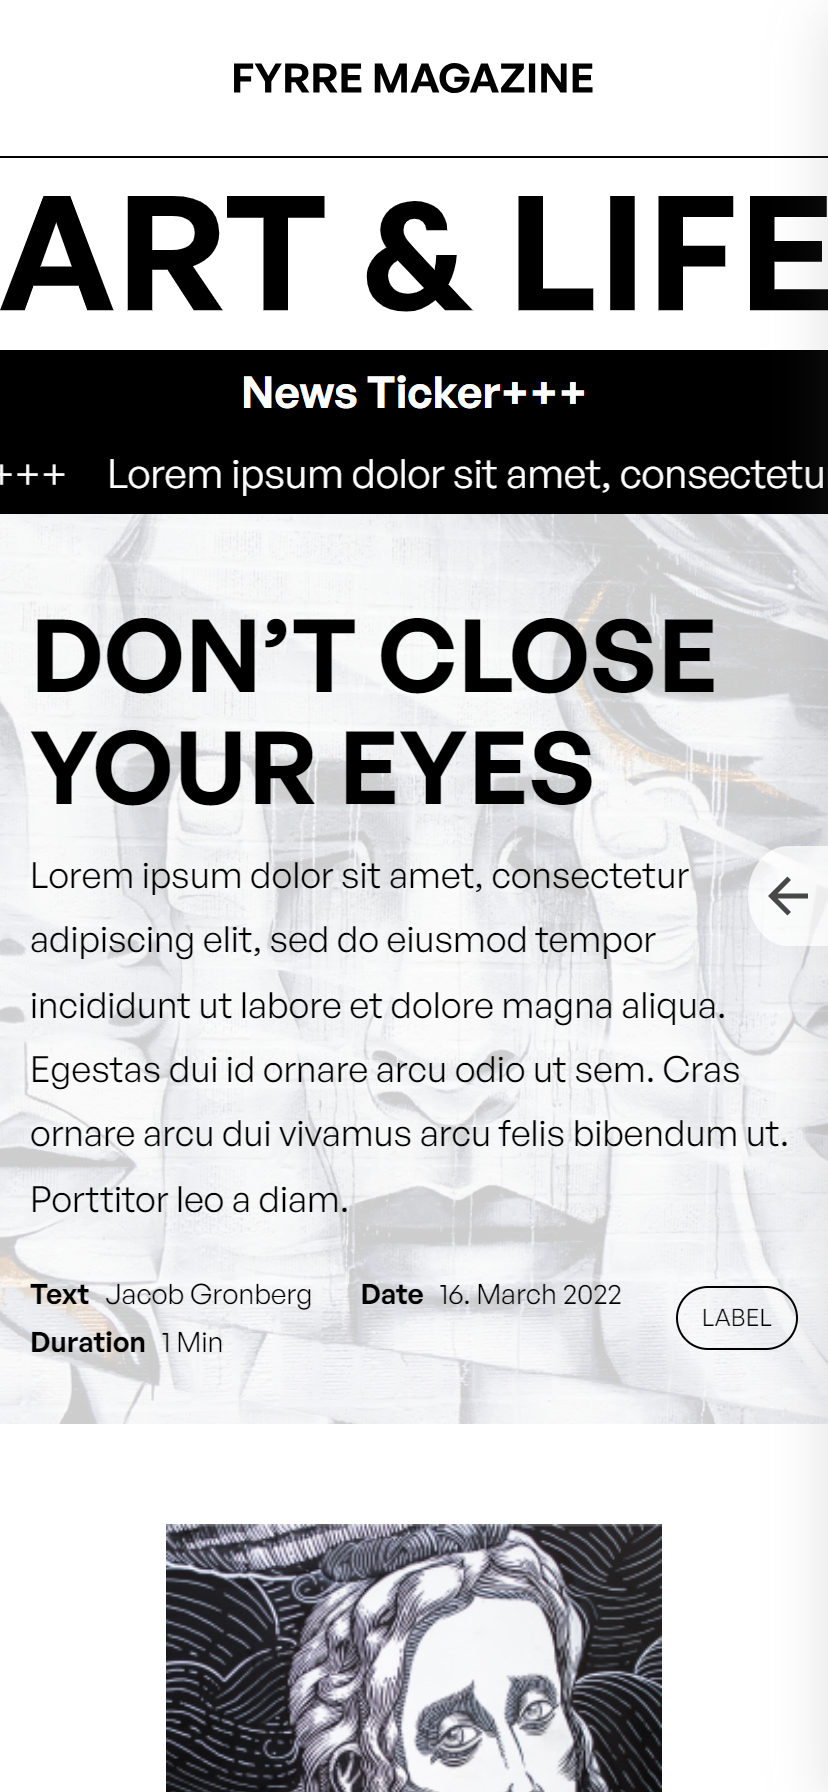 FYRRE MAGAZINE
ART & LIFE
News Ticker+++
+++ Lorem ipsum dolor sit amet, consectetu
DON’T CLOSE
YOUR EYES
Lorem ipsum dolor sit amet, consectetur
adipiscing elit, sed do eiusmod tempor
incididunt ut labore et dolore magna aliqua.
Egestas dui id ornare arcu odio ut sem. Cras
ornare arcu dui vivamus arcu felis bibendum ut.
Porttitor leo a diam.
Text Jacob Gronberg Date 16. March 2022
Duration 1 Min
LABEL